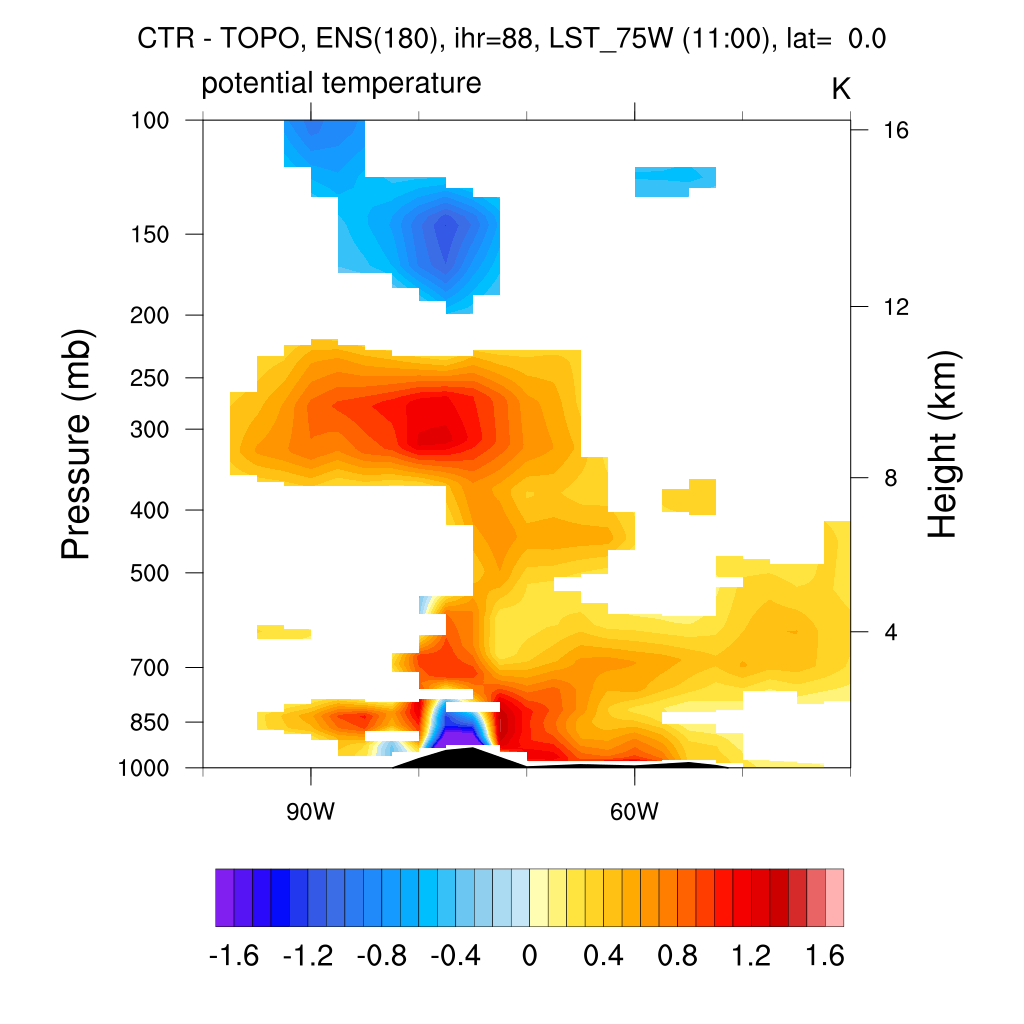 CTR - TOPO, ENS(180), ihr=88, LST_75W (11:00), lat=  0.0
potential temperature K
100
150
200
250
300
400
500
700
850
1000
Pressure (mb)
16
12
8
4
Height (km)
90W 60W
-1.6 -1.2 -0.8 -0.4 0 0.4 0.8 1.2 1.6